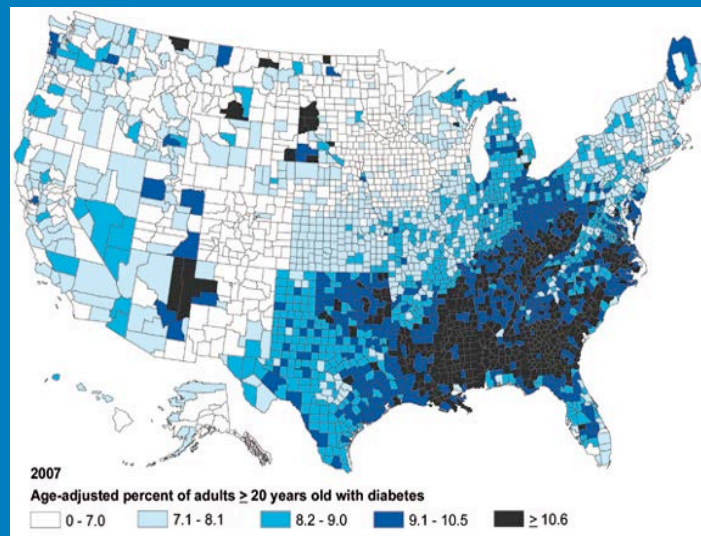 2007
Age-adjusted percent of adults ≥ 20 years old with diabetes
0 - 7.0 7.1 - 8.1 8.2 - 9.0 9.1 - 10.5 ≥ 10.6